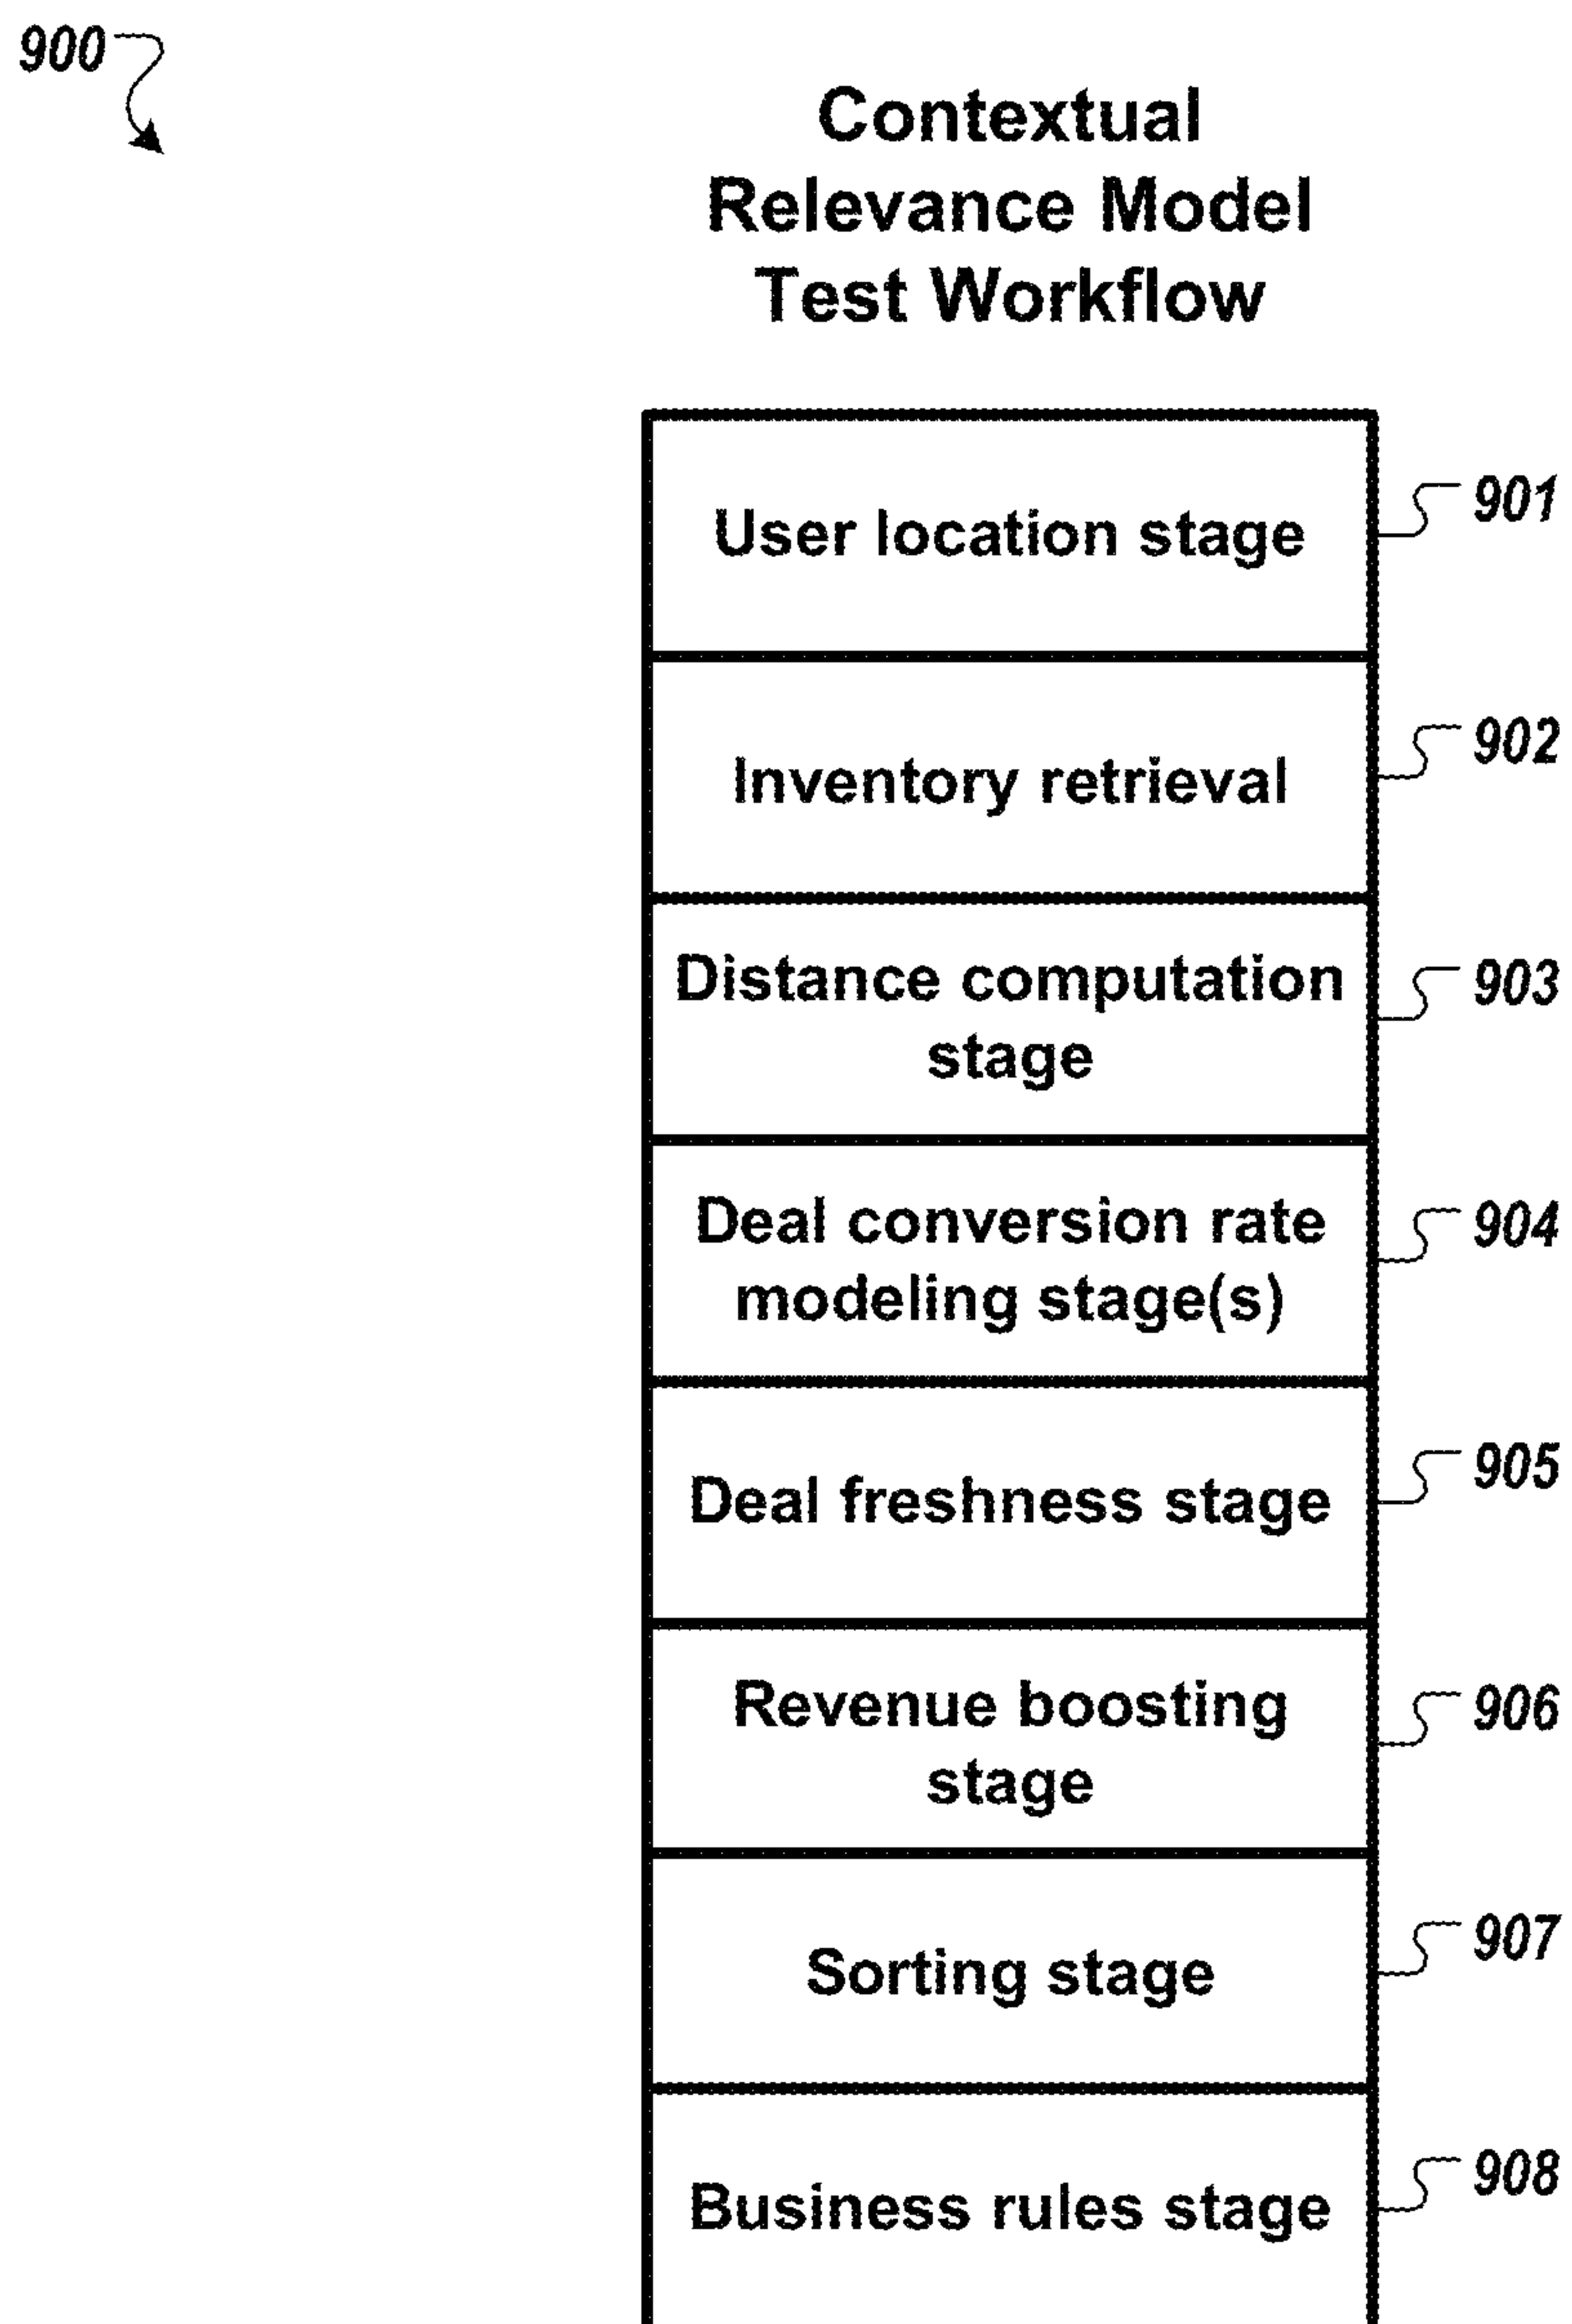 900
Contextual
Relevance Model
Test Workflow
User location stage
901
Inventory retrieval
902
Distance computation
stage
903
Deal conversion rate
modeling stage(s)
904
Deal freshness stage
905
Revenue boosting
stage
906
Sorting stage
907
Business rules stage
908